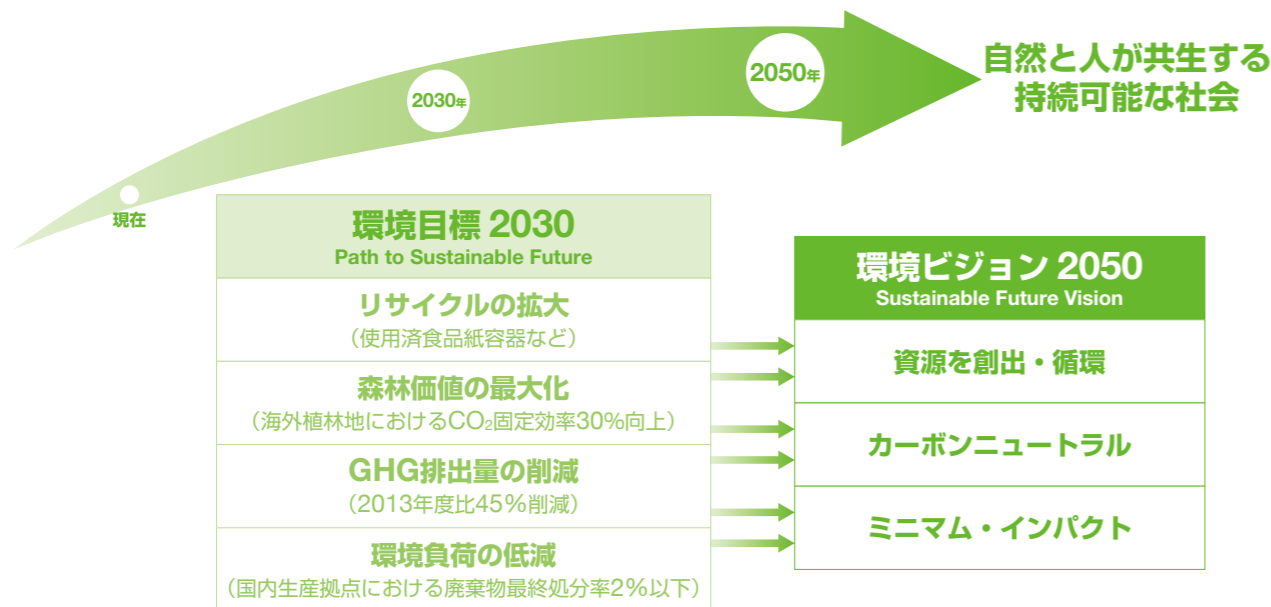 2030年
2050年
現在
自然と人が共生する
持続可能な社会
環境目標 2030
Path to Sustainable Future
リサイクルの拡大
（使用済食品紙容器など）
森林価値の最大化
（海外植林地におけるCO₂固定効率30%向上）
GHG排出量の削減
（2013年度比45%削減）
環境負荷の低減
（国内生産拠点における廃棄物最終処分率2%以下）
環境ビジョン 2050
Sustainable Future Vision
資源を創出・循環
カーボンニュートラル
ミニマム・インパクト